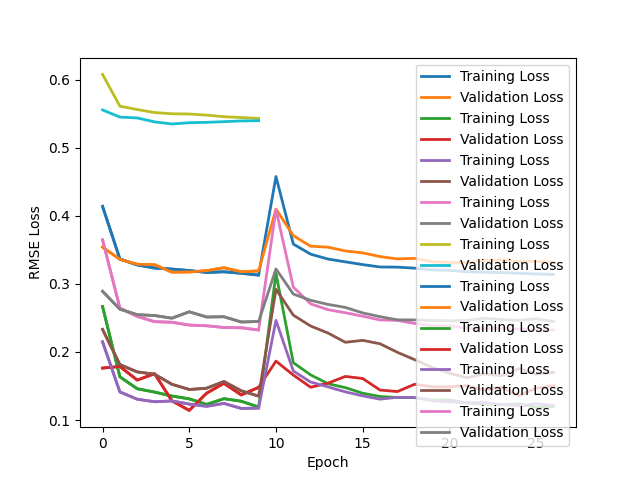 0.6
0.5
0.4
0.3
0.2
0.1
RMSE Loss
0
5
10
15
20
25
Epoch
Training Loss
Validation Loss
Training Loss
Validation Loss
Training Loss
Validation Loss
Training Loss
Validation Loss
Training Loss
Validation Loss
Training Loss
Validation Loss
Training Loss
Validation Loss
Training Loss
Validation Loss
Training Loss
Validation Loss